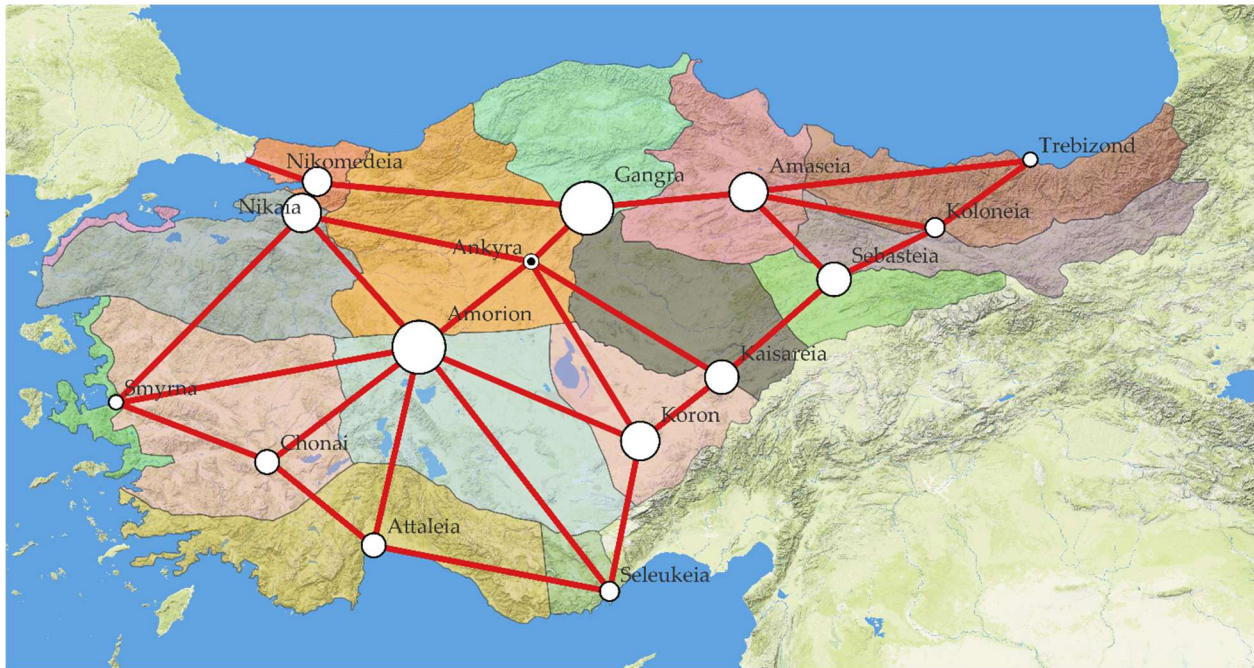 Trebizond
Nikomedeia
Gangra
Amaseia
Nikaia
Koloneia
Ankyra
Sebasteia
Amorion
Kaisareia
Smyrna
Koron
Chonai
Attaleia
Seleukeia